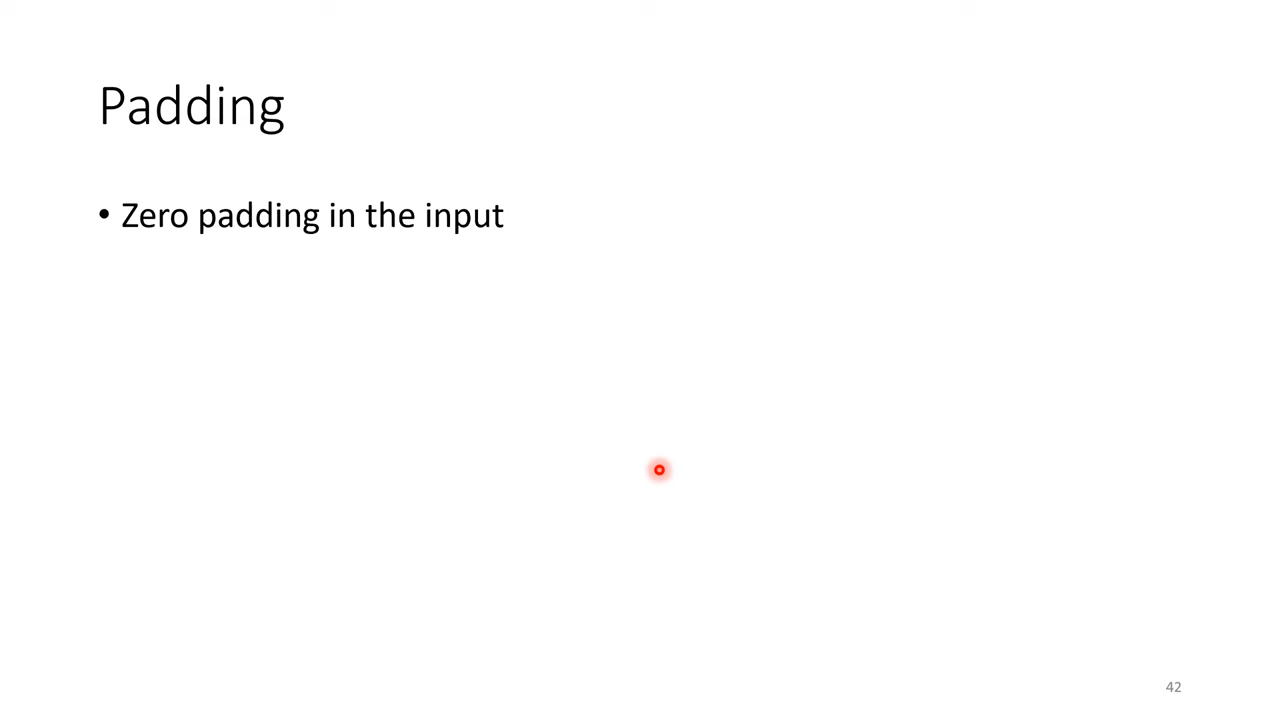 Padding
• Zero padding in the input
42